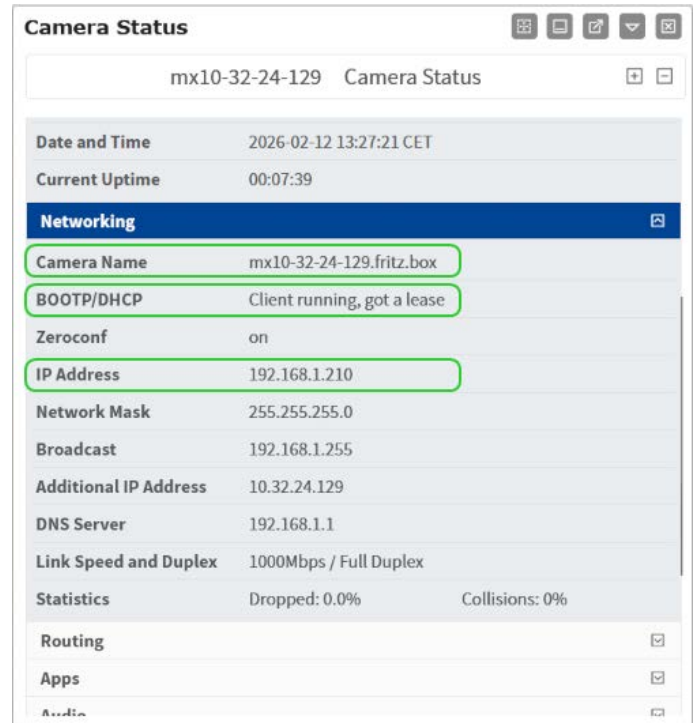 Camera Status
mx10-32-24-129 Camera Status
Date and Time 2026-02-12 13:27:21 CET
Current Uptime 00:07:39
Networking
Camera Name mx10-32-24-129.fritz.box
BOOTP/DHCP Client running, got a lease
Zeroconf on
IP Address 192.168.1.210
Network Mask 255.255.255.0
Broadcast 192.168.1.255
Additional IP Address 10.32.24.129
DNS Server 192.168.1.1
Link Speed and Duplex 1000Mbps / Full Duplex
Statistics Dropped: 0.0% Collisions: 0%
Routing
Apps
Audio